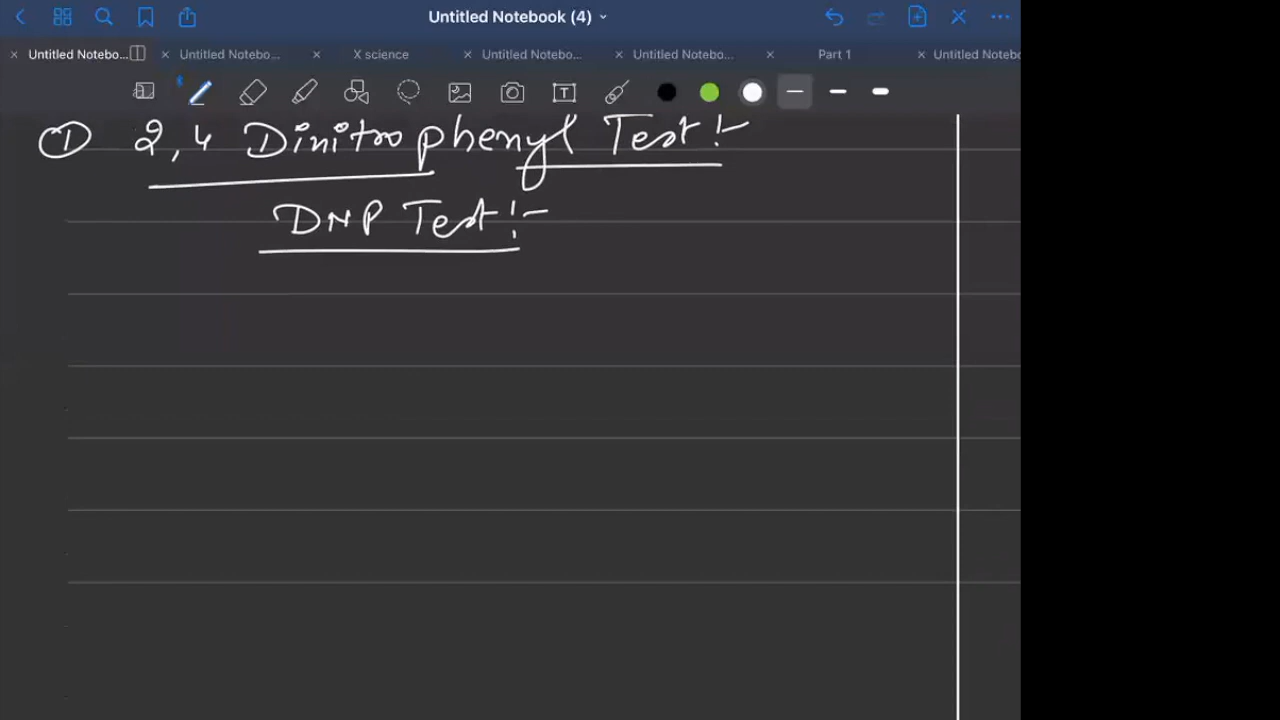 Untitled Notebook (4)
Untitled Notebo... Untitled Notebo... X science Untitled Notebo... Untitled Notebo... Part 1 Untitled Notebo
① 2,4 Dinitrophenyl Test:-
DNP Test:-